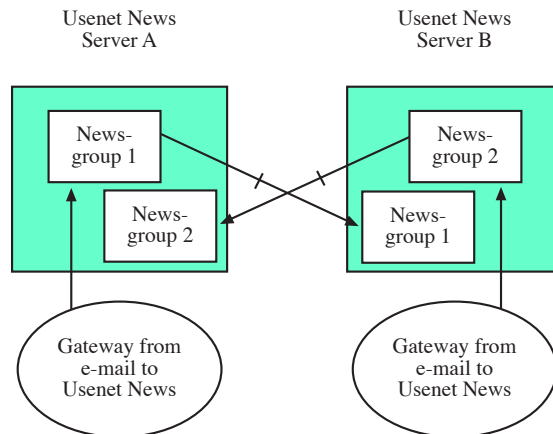 Usenet News
Server A
Usenet News
Server B
News-
group 1
News-
group 2
News-
group 2
News-
group 1
Gateway from
e-mail to
Usenet News
Gateway from
e-mail to
Usenet News